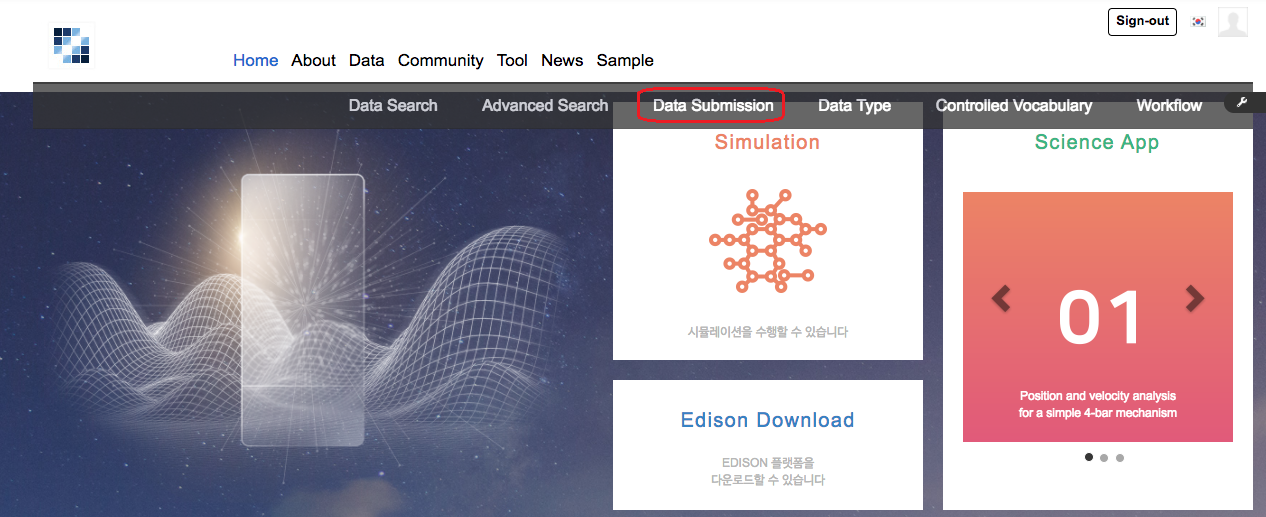 Sign-out
Home About Data Community Tool News Sample
Data Search Advanced Search Data Submission Data Type Controlled Vocabulary Workflow
Simulation
시뮬레이션을 수행할 수 있습니다
Edison Download
EDISON 플랫폼을
다운로드할 수 있습니다
Science App
01
Position and velocity analysis
for a simple 4-bar mechanism